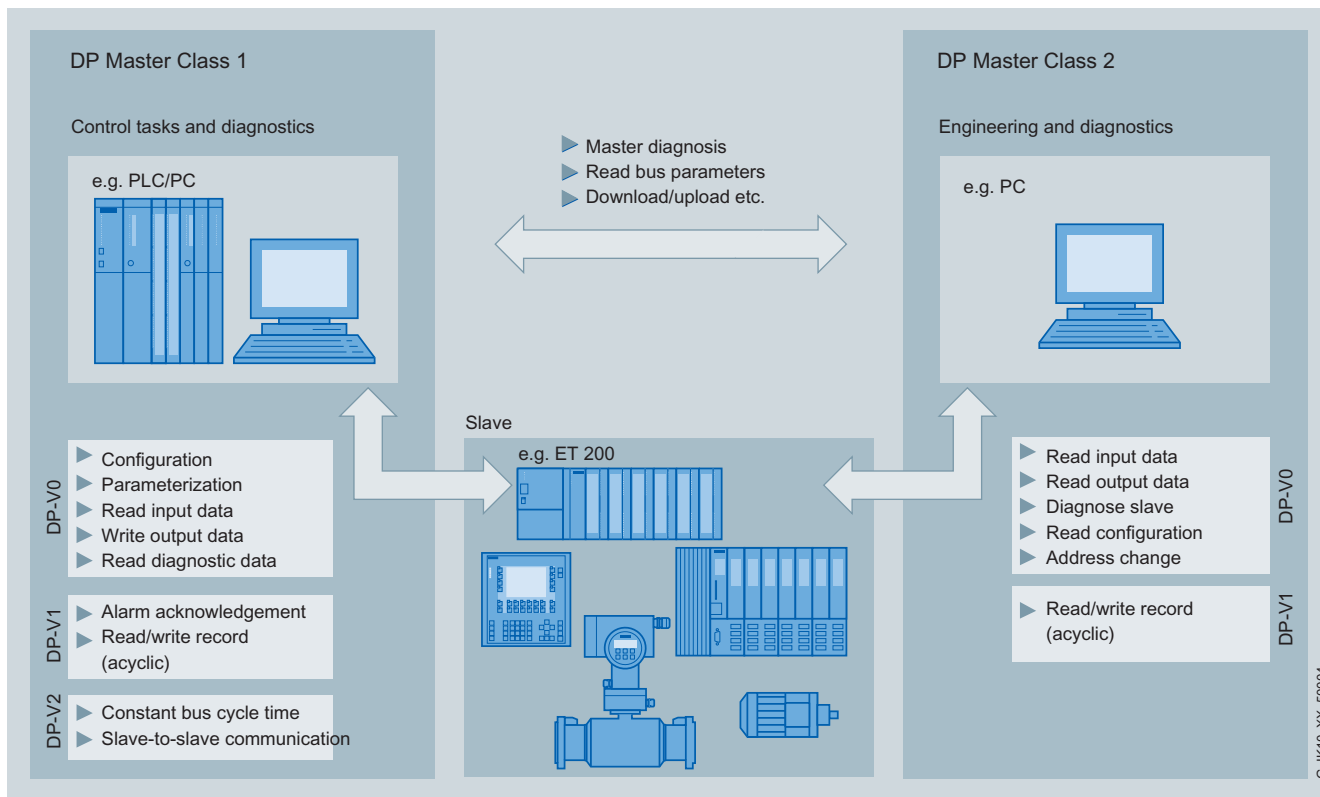 DP Master Class 1
Control tasks and diagnostics
e.g. PLC/PC
Master diagnosis
Read bus parameters
Download/upload etc.
DP Master Class 2
Engineering and diagnostics
e.g. PC
DP-V0
Configuration
Parameterization
Read input data
Write output data
Read diagnostic data
DP-V1
Alarm acknowledgement
Read/write record
(acyclic)
DP-V2
Constant bus cycle time
Slave-to-slave communication
Slave
e.g. ET 200
Read input data
Read output data
Diagnose slave
Read configuration
Address change
DP-V0
Read/write record
(acyclic)
DP-V1